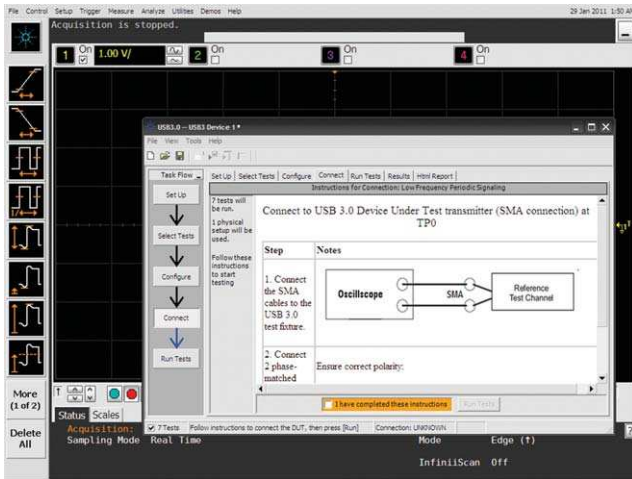 File Control Setup Trigger Measure Analyze Utilities Demos Help
29 Jan 2011 1:50 AM
Acquisition is stopped.
1 On 1.00 V/
2 On
3 On
4 On
USB3.0 -- USB3 Device 1 *
File View Tools Help
Task Flow
Set Up
Select Tests
Configure
Connect
Run Tests
Set Up Select Tests Configure Connect Run Tests Results Html Report
Instructions for Connection: Low Frequency Periodic Signaling
7 tests will
be run.
1 physical
setup will be
used.
Follow these
instructions
to start
testing
Connect to USB 3.0 Device Under Test transmitter (SMA connection) at
TP0
Step Notes
1. Connect
the SMA
cables to the
USB 3.0
test fixture.
Oscillscope
SMA
Reference
Test Channel
2. Connect
2 phase-
matched
Ensure correct polarity:
I have completed these instructions
Run Tests
7 Tests Follow instructions to connect the DUT, then press [Run] Connection: UNKNOWN
More
(1 of 2)
Delete
All
Status Scales
Acquisition:
Sampling Mode Real Time
Mode Edge (↑)
InfiniiScan Off